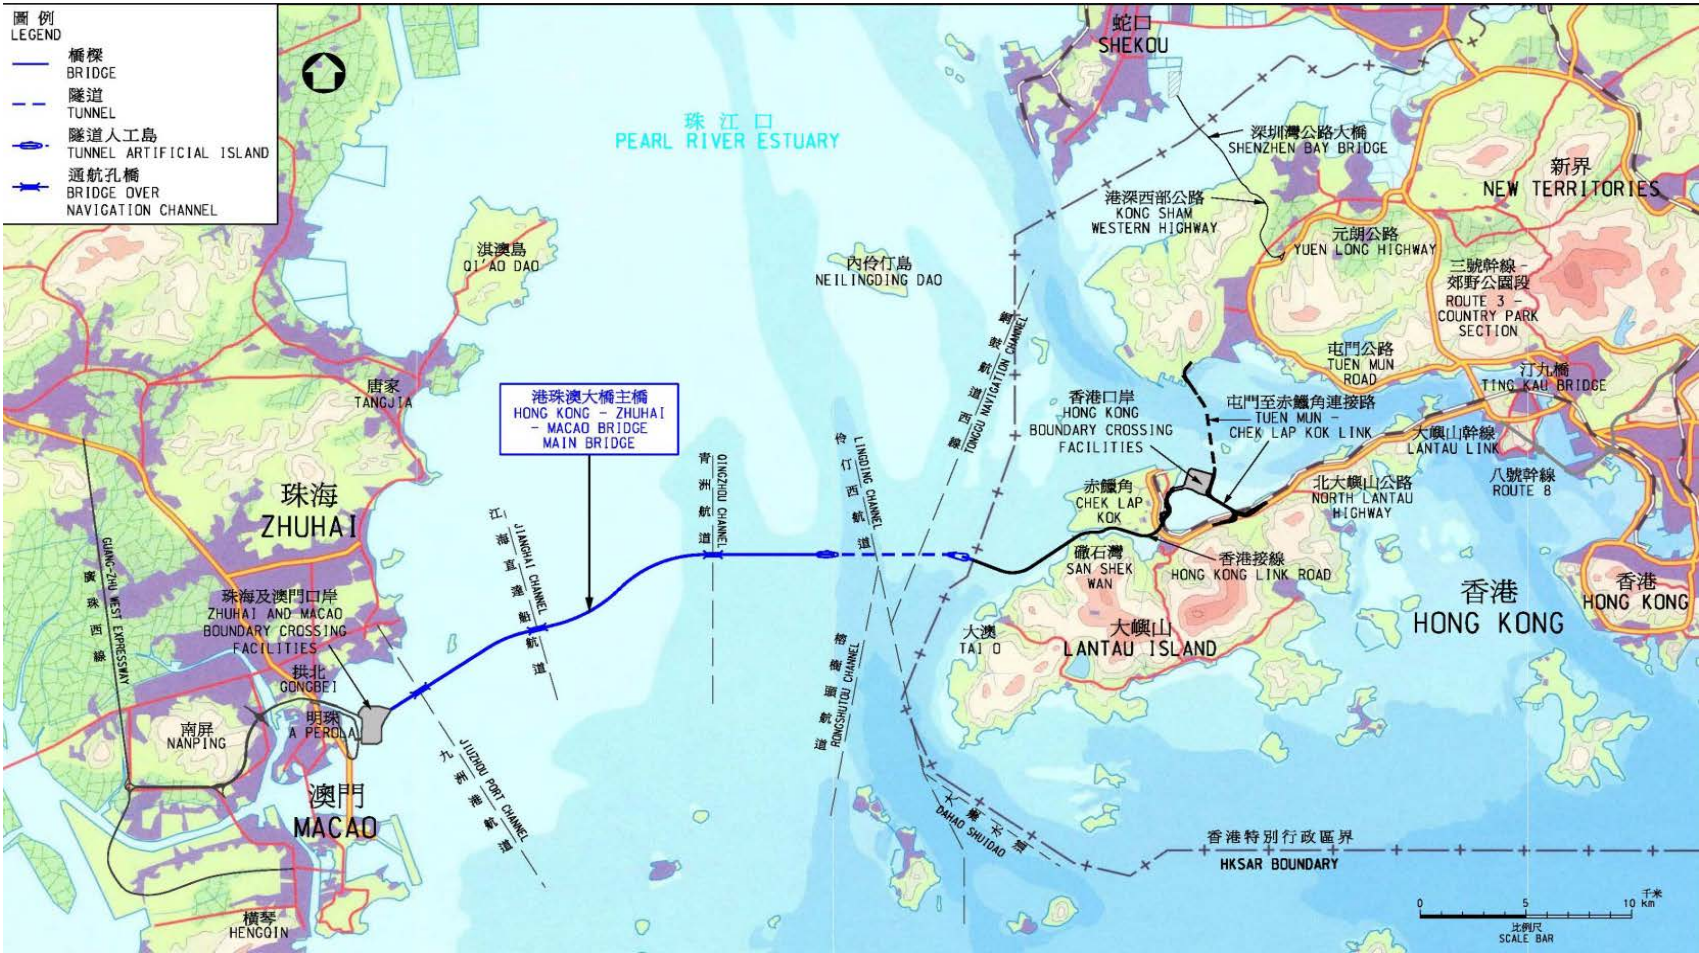 圖 例
LEGEND
橋樑
BRIDGE
隧道
TUNNEL
隧道人工島
TUNNEL ARTIFICIAL ISLAND
通航孔橋
BRIDGE OVER
NAVIGATION CHANNEL
珠 江 口
PEARL RIVER ESTUARY
蛇口
SHEKOU
深圳灣公路大橋
SHENZHEN BAY BRIDGE
新界
NEW TERRITORIES
港深西部公路
KONG SHAM
WESTERN HIGHWAY
元朗公路
YUEN LONG HIGHWAY
三號幹線 -
郊野公園段
ROUTE 3 -
COUNTRY PARK
SECTION
淇澳島
QI'AO DAO
內伶仃島
NEILINGDING DAO
屯門公路
TUEN MUN
ROAD
汀九橋
TING KAU BRIDGE
唐家
TANGJIA
港珠澳大橋主橋
HONG KONG - ZHUHAI
- MACAO BRIDGE
MAIN BRIDGE
香港口岸
HONG KONG
BOUNDARY CROSSING
FACILITIES
屯門至赤鱲角連接路
TUEN MUN -
CHEK LAP KOK LINK
大嶼山幹線
LANTAU LINK
八號幹線
ROUTE 8
北大嶼山公路
NORTH LANTAU
HIGHWAY
赤鱲角
CHEK LAP
KOK
珠海
ZHUHAI
䃟石灣
SAN SHEK
WAN
香港接線
HONG KONG LINK ROAD
香港
HONG KONG
香港
HONG KONG
大澳
TAI O
大嶼山
LANTAU ISLAND
珠海及澳門口岸
ZHUHAI AND MACAO
BOUNDARY CROSSING
FACILITIES
拱北
GONGBEI
明珠
A PEROLA
南屏
NANPING
澳門
MACAO
橫琴
HENGQIN
廣珠西線
GUANG-ZHU WEST EXPRESSWAY
九洲港航道
JIUZHOU PORT CHANNEL
江海直達船航道
JIANGHAI CHANNEL
青洲航道
QINGZHOU CHANNEL
伶仃西航道
LINGDING CHANNEL
榕樹頭航道
RONGSHUTOU CHANNEL
銅鼓航道西線
TONGGU NAVIGATION CHANNEL
大濠水道
DAHAO SHUIDAO
香港特別行政區界
HKSAR BOUNDARY
千米
0 5 10 Km
比例尺
SCALE BAR